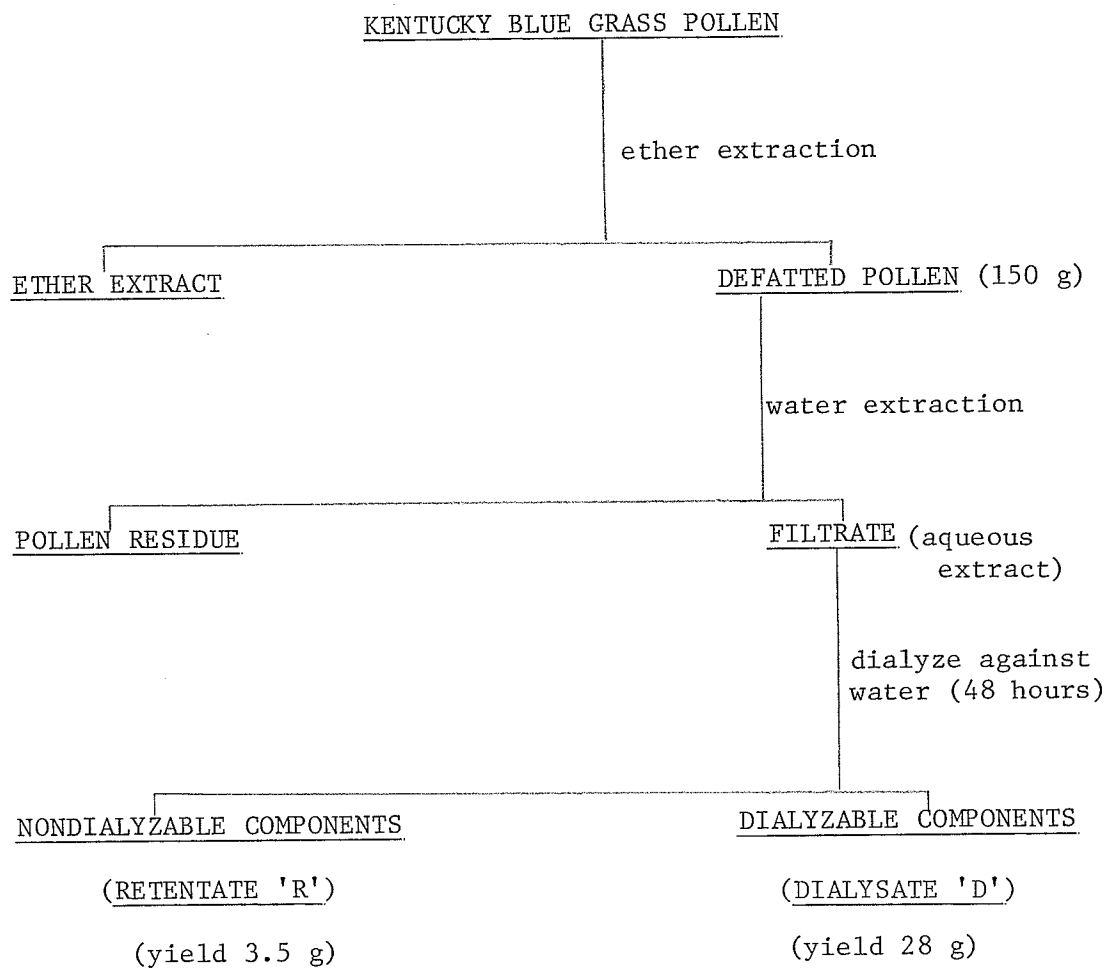 KENTUCKY BLUE GRASS POLLEN
ether extraction
ETHER EXTRACT
DEFATTED POLLEN (150 g)
water extraction
POLLEN RESIDUE
FILTRATE (aqueous
extract)
dialyze against
water (48 hours)
NONDIALYZABLE COMPONENTS
(RETENTATE 'R')
(yield 3.5 g)
DIALYZABLE COMPONENTS
(DIALYSATE 'D')
(yield 28 g)